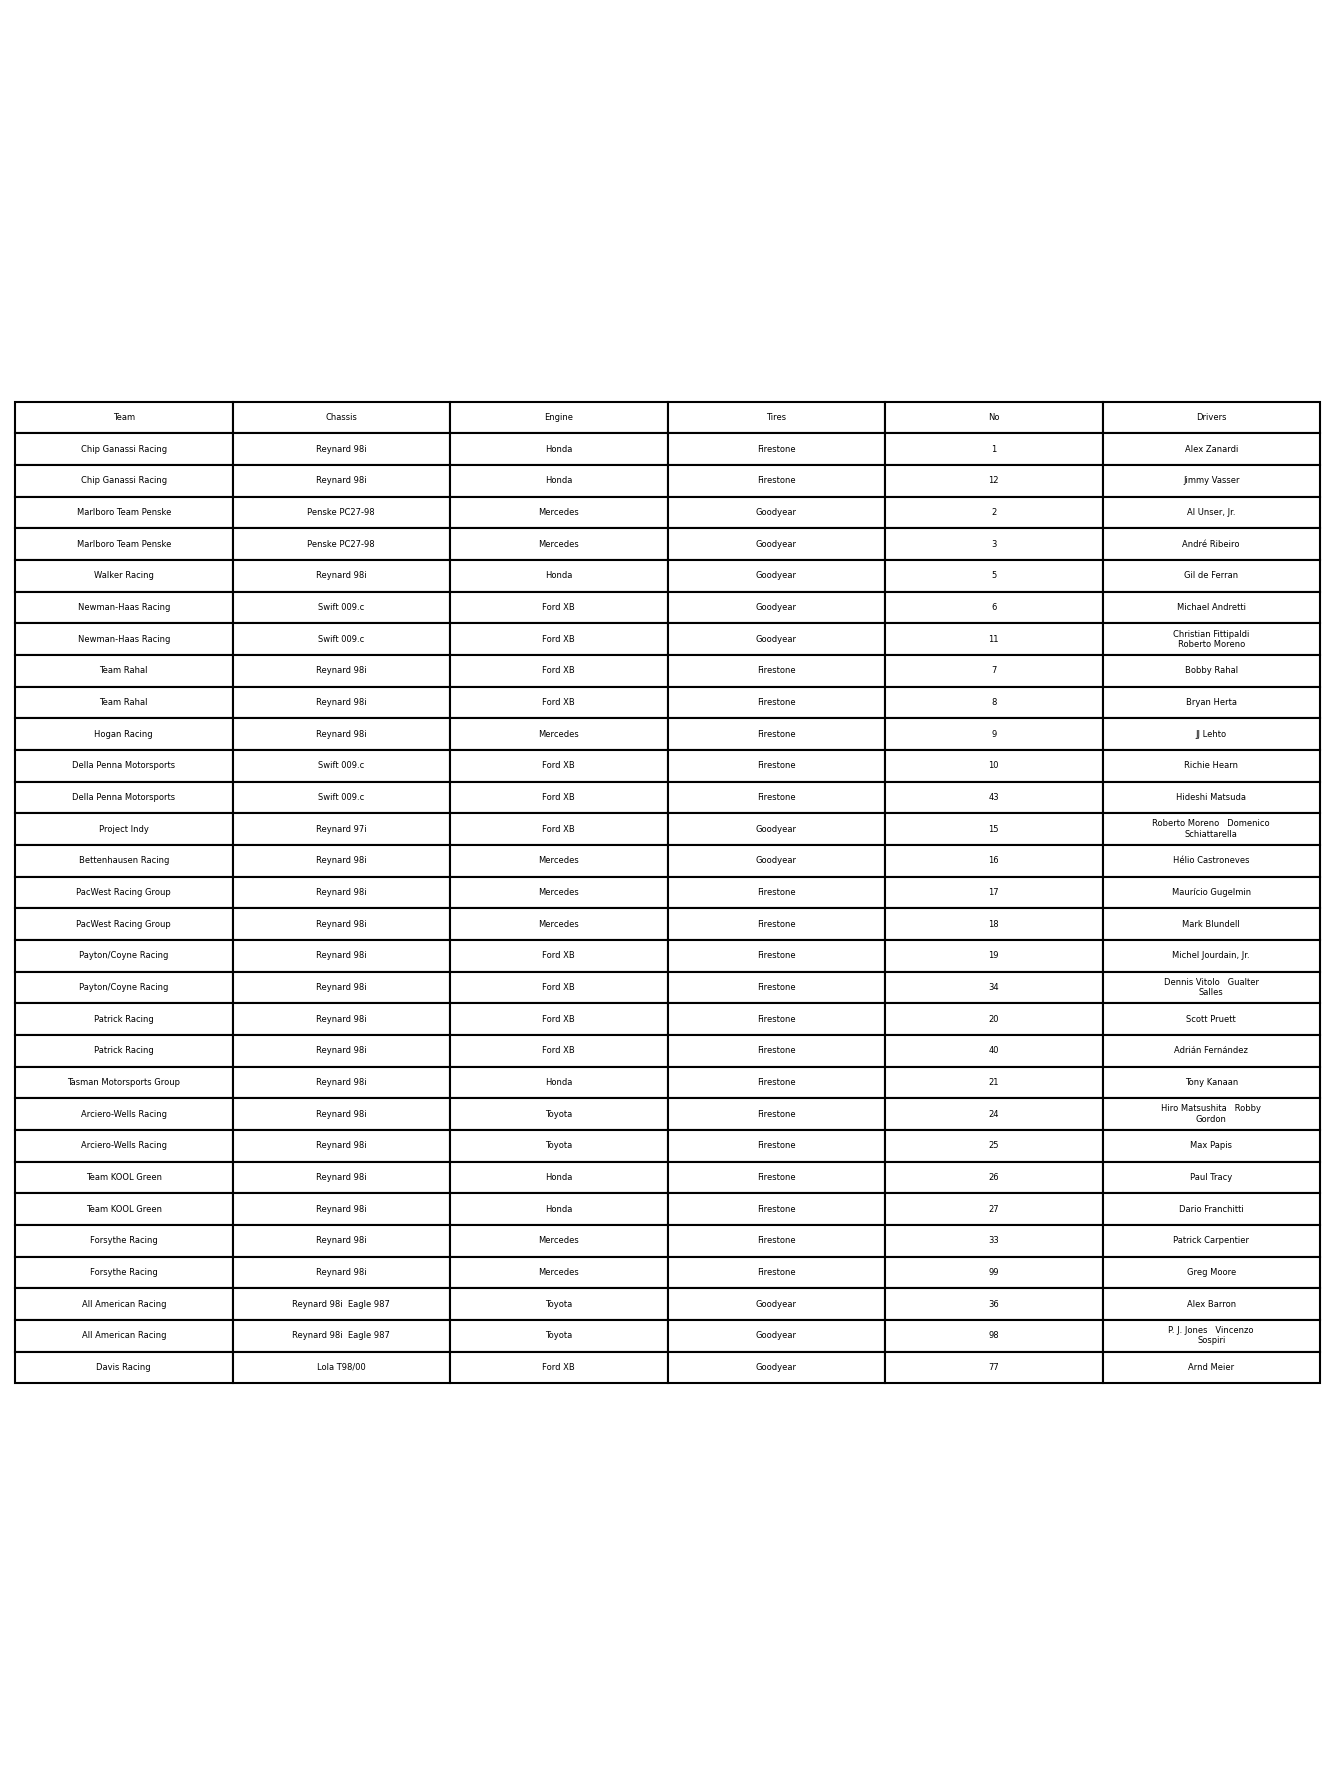 Team Chassis Engine Tires No Drivers
Chip Ganassi Racing Reynard 98i Honda Firestone 1 Alex Zanardi
Chip Ganassi Racing Reynard 98i Honda Firestone 12 Jimmy Vasser
Marlboro Team Penske Penske PC27-98 Mercedes Goodyear 2 Al Unser, Jr.
Marlboro Team Penske Penske PC27-98 Mercedes Goodyear 3 André Ribeiro
Walker Racing Reynard 98i Honda Goodyear 5 Gil de Ferran
Newman-Haas Racing Swift 009.c Ford XB Goodyear 6 Michael Andretti
Newman-Haas Racing Swift 009.c Ford XB Goodyear 11 Christian Fittipaldi
Roberto Moreno
Team Rahal Reynard 98i Ford XB Firestone 7 Bobby Rahal
Team Rahal Reynard 98i Ford XB Firestone 8 Bryan Herta
Hogan Racing Reynard 98i Mercedes Firestone 9 JJ Lehto
Della Penna Motorsports Swift 009.c Ford XB Firestone 10 Richie Hearn
Della Penna Motorsports Swift 009.c Ford XB Firestone 43 Hideshi Matsuda
Project Indy Reynard 97i Ford XB Goodyear 15 Roberto Moreno Domenico
Schiattarella
Bettenhausen Racing Reynard 98i Mercedes Goodyear 16 Hélio Castroneves
PacWest Racing Group Reynard 98i Mercedes Firestone 17 Maurício Gugelmin
PacWest Racing Group Reynard 98i Mercedes Firestone 18 Mark Blundell
Payton/Coyne Racing Reynard 98i Ford XB Firestone 19 Michel Jourdain, Jr.
Payton/Coyne Racing Reynard 98i Ford XB Firestone 34 Dennis Vitolo Gualter
Salles
Patrick Racing Reynard 98i Ford XB Firestone 20 Scott Pruett
Patrick Racing Reynard 98i Ford XB Firestone 40 Adrián Fernández
Tasman Motorsports Group Reynard 98i Honda Firestone 21 Tony Kanaan
Arciero-Wells Racing Reynard 98i Toyota Firestone 24 Hiro Matsushita Robby
Gordon
Arciero-Wells Racing Reynard 98i Toyota Firestone 25 Max Papis
Team KOOL Green Reynard 98i Honda Firestone 26 Paul Tracy
Team KOOL Green Reynard 98i Honda Firestone 27 Dario Franchitti
Forsythe Racing Reynard 98i Mercedes Firestone 33 Patrick Carpentier
Forsythe Racing Reynard 98i Mercedes Firestone 99 Greg Moore
All American Racing Reynard 98i Eagle 987 Toyota Goodyear 36 Alex Barron
All American Racing Reynard 98i Eagle 987 Toyota Goodyear 98 P. J. Jones Vincenzo
Sospiri
Davis Racing Lola T98/00 Ford XB Goodyear 77 Arnd Meier